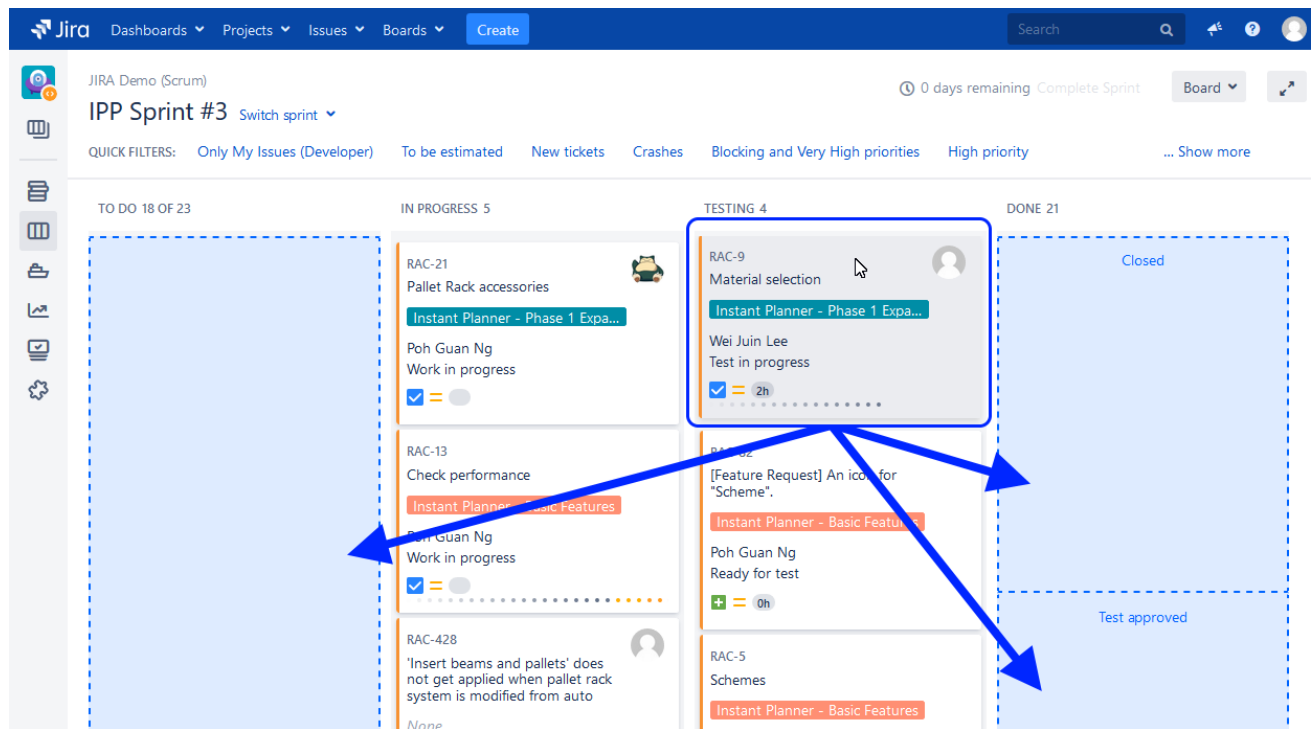 Jira Dashboards Projects Issues Boards Create Search
JIRA Demo (Scrum)
IPP Sprint #3 Switch sprint
0 days remaining Complete Sprint Board
QUICK FILTERS: Only My Issues (Developer) To be estimated New tickets Crashes Blocking and Very High priorities High priority ... Show more
TO DO 18 OF 23
IN PROGRESS 5
RAC-21
Pallet Rack accessories
Instant Planner - Phase 1 Expa...
Poh Guan Ng
Work in progress
RAC-13
Check performance
Instant Planner - Basic Features
Poh Guan Ng
Work in progress
RAC-428
'Insert beams and pallets' does
not get applied when pallet rack
system is modified from auto
None
TESTING 4
RAC-9
Material selection
Instant Planner - Phase 1 Expa...
Wei Juin Lee
Test in progress
2h
[Feature Request] An icon for
"Scheme".
Instant Planner - Basic Features
Poh Guan Ng
Ready for test
0h
RAC-5
Schemes
Instant Planner - Basic Features
DONE 21
Closed
Test approved